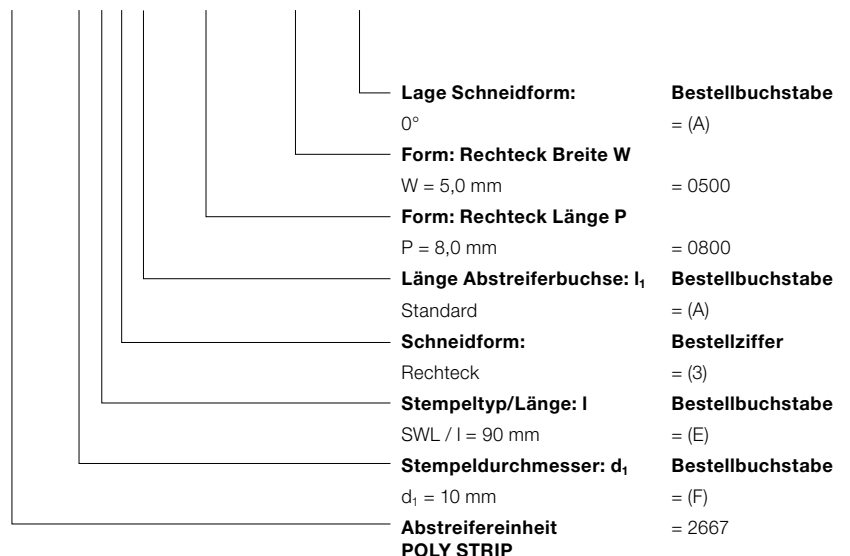 Lage Schneidform: Bestellbuchstabe
0° = (A)
Form: Rechteck Breite W
W = 5,0 mm = 0500
Form: Rechteck Länge P
P = 8,0 mm = 0800
Länge Abstreiferbuchse: l₁ Bestellbuchstabe
Standard = (A)
Schneidform: Bestellziffer
Rechteck = (3)
Stempeltyp/Länge: l Bestellbuchstabe
SWL / l = 90 mm = (E)
Stempeldurchmesser: d₁ Bestellbuchstabe
d₁ = 10 mm = (F)
Abstreifereinheit = 2667
POLY STRIP